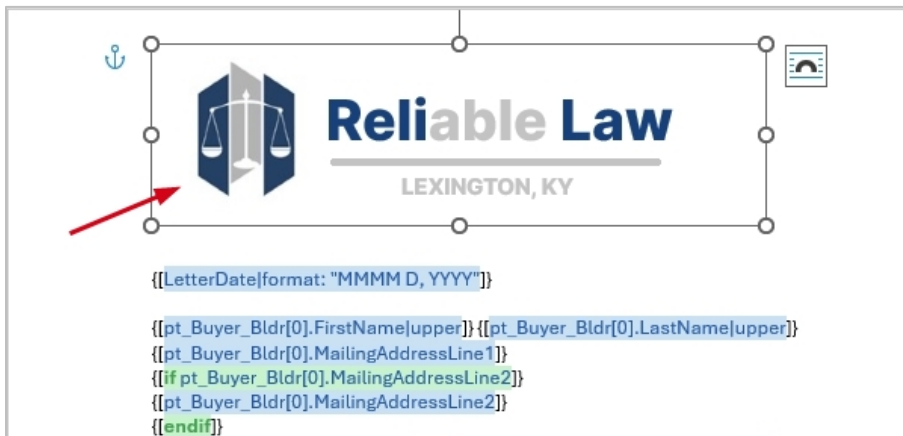 Reliable Law
LEXINGTON, KY
{[LetterDate|format: "MMMM D, YYYY"]}
{[pt_Buyer_Bldr[0].FirstName|upper]} {[pt_Buyer_Bldr[0].LastName|upper]}
{[pt_Buyer_Bldr[0].MailingAddressLine1]}
{[if pt_Buyer_Bldr[0].MailingAddressLine2]}
{[pt_Buyer_Bldr[0].MailingAddressLine2]}
{[endif]}